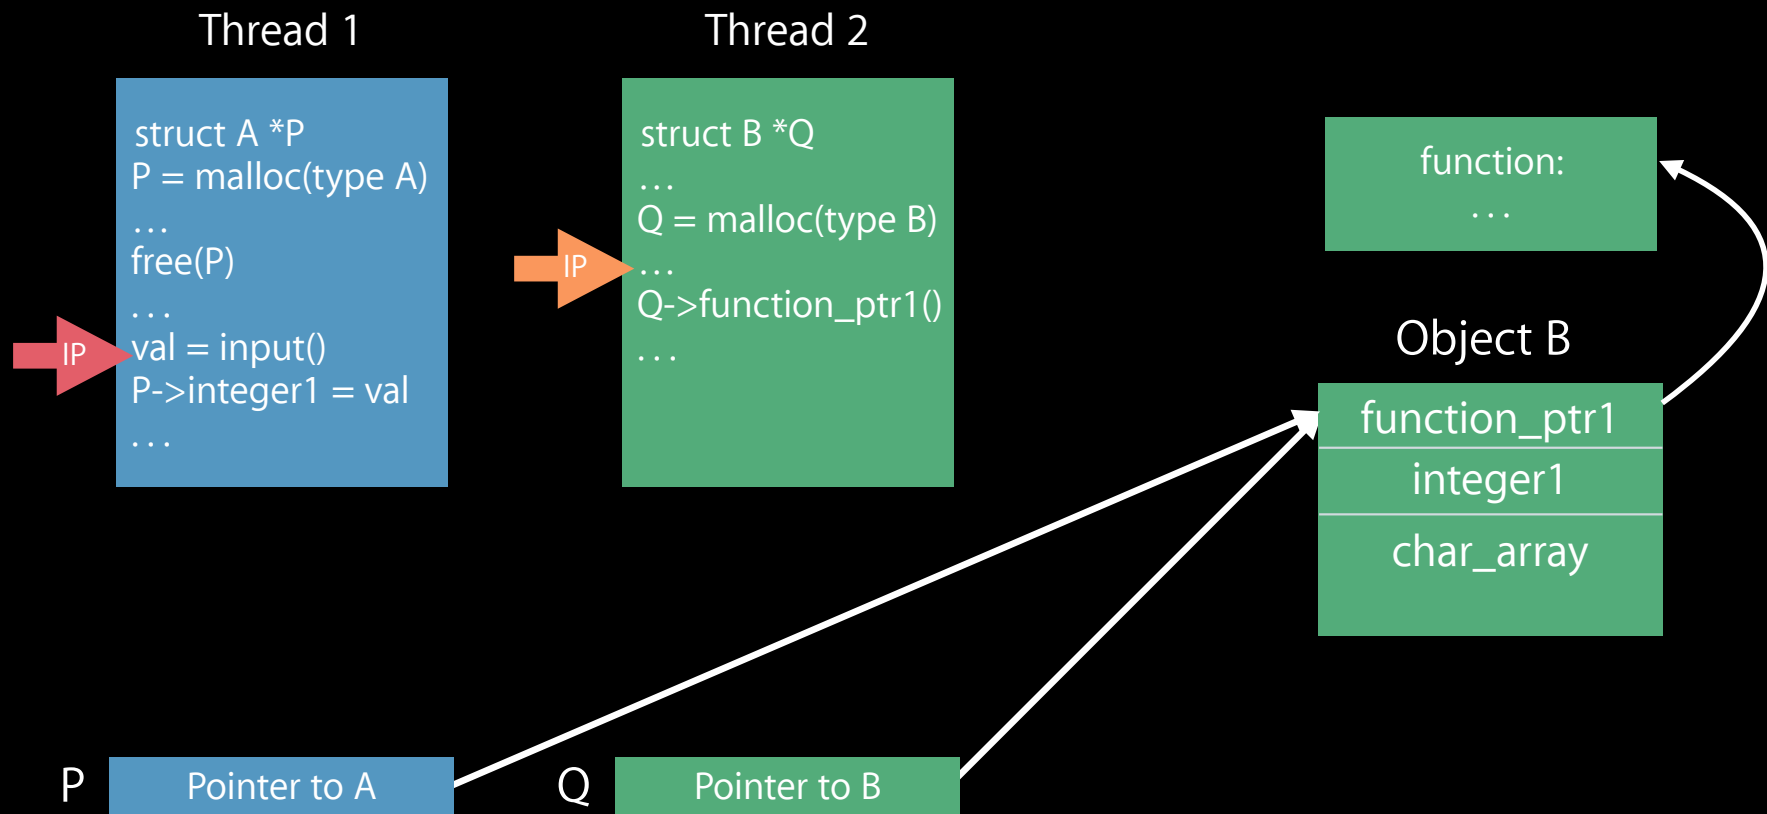 Thread 1
struct A *P
P = malloc(type A)
...
free(P)
...
val = input()
P->integer1 = val
...
IP
Thread 2
struct B *Q
...
Q = malloc(type B)
...
Q->function_ptr1()
...
IP
function:
...
Object B
function_ptr1
integer1
char_array
P
Pointer to A
Q
Pointer to B